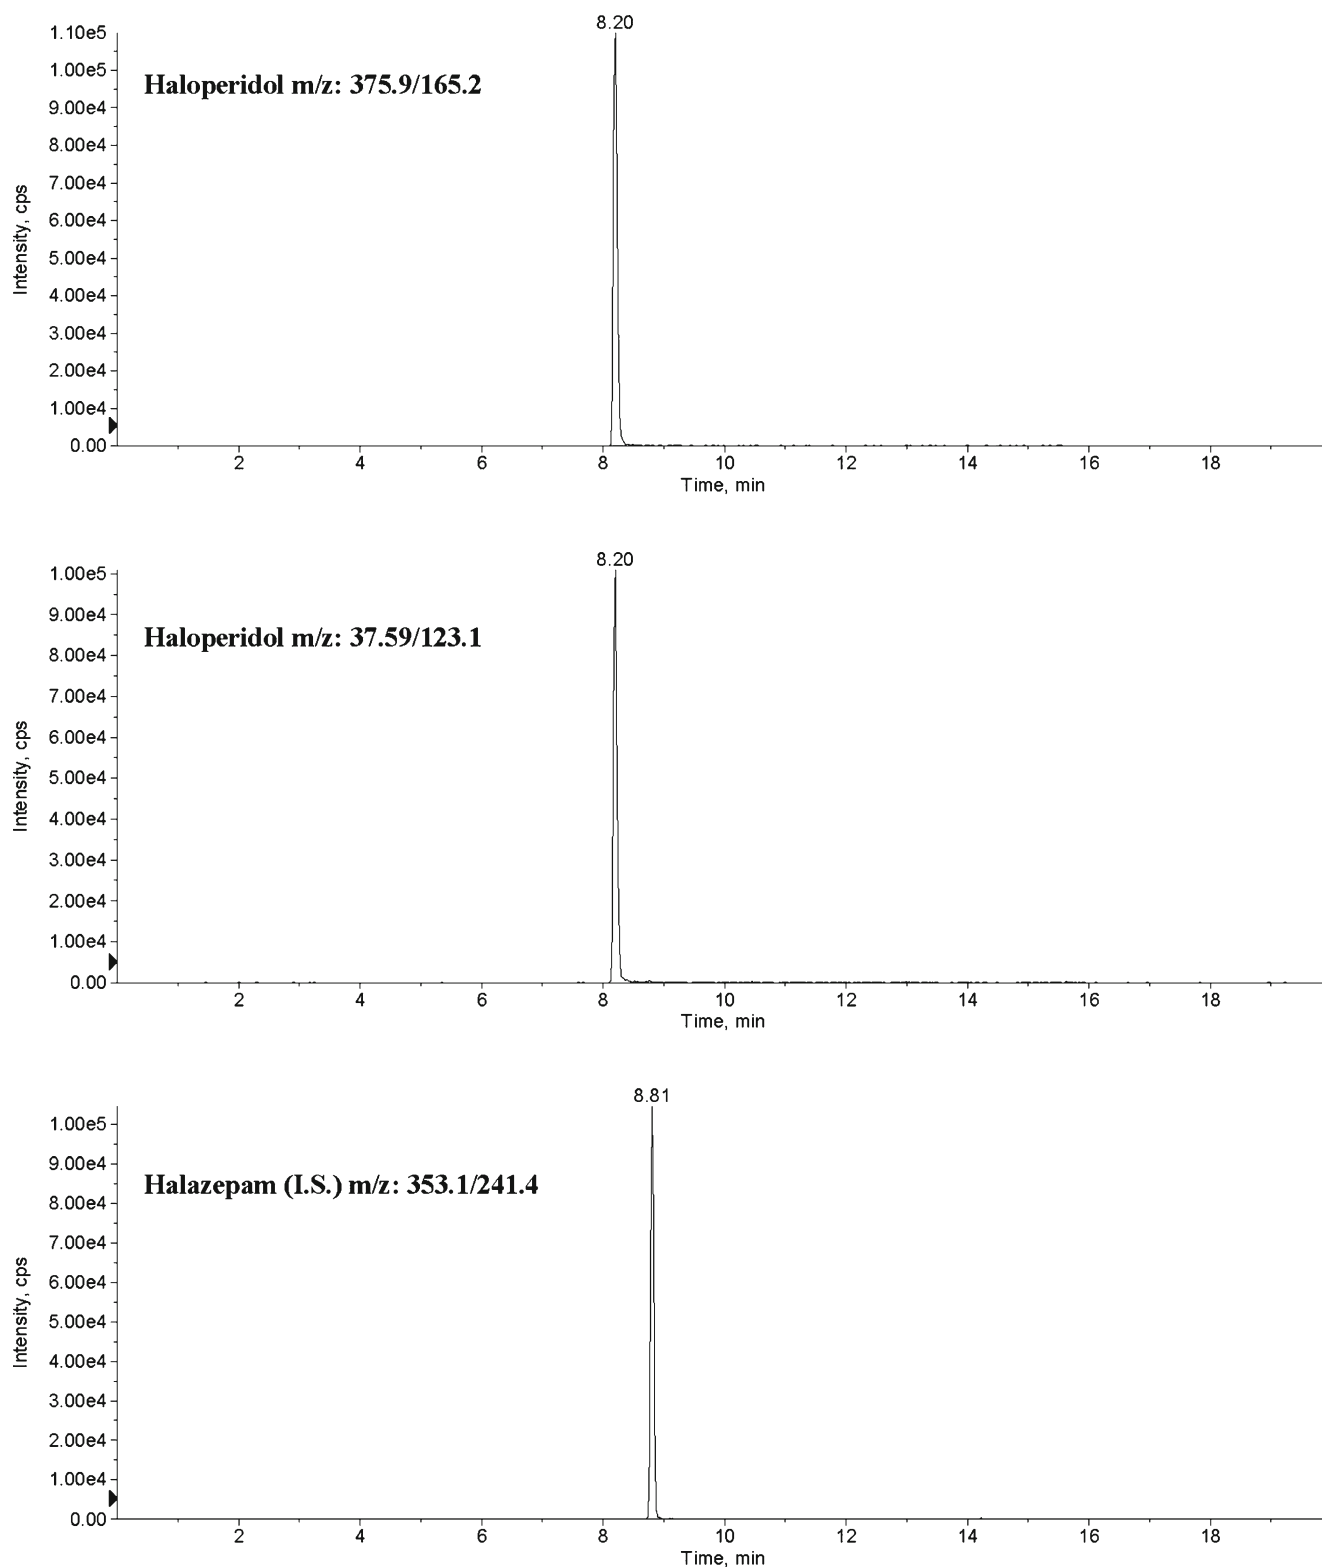 8.20
Haloperidol m/z: 375.9/165.2
Intensity, cps
1.10e5
1.00e5
9.00e4
8.00e4
7.00e4
6.00e4
5.00e4
4.00e4
3.00e4
2.00e4
1.00e4
0.00
2 4 6 8 10 12 14 16 18
Time, min
8.20
Haloperidol m/z: 37.59/123.1
Intensity, cps
1.00e5
9.00e4
8.00e4
7.00e4
6.00e4
5.00e4
4.00e4
3.00e4
2.00e4
1.00e4
0.00
2 4 6 8 10 12 14 16 18
Time, min
8.81
Halazepam (I.S.) m/z: 353.1/241.4
Intensity, cps
1.00e5
9.00e4
8.00e4
7.00e4
6.00e4
5.00e4
4.00e4
3.00e4
2.00e4
1.00e4
0.00
2 4 6 8 10 12 14 16 18
Time, min